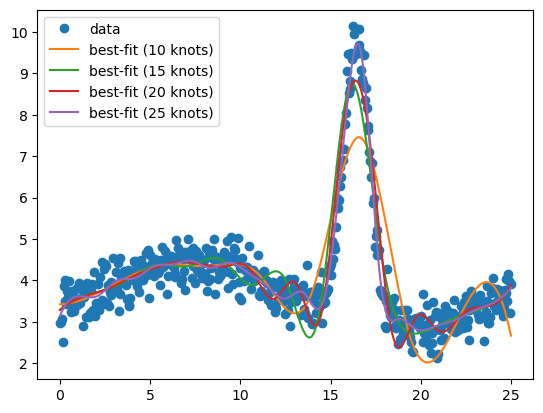 data
best-fit (10 knots)
best-fit (15 knots)
best-fit (20 knots)
best-fit (25 knots)
10
9
8
7
6
5
4
3
2
0 5 10 15 20 25